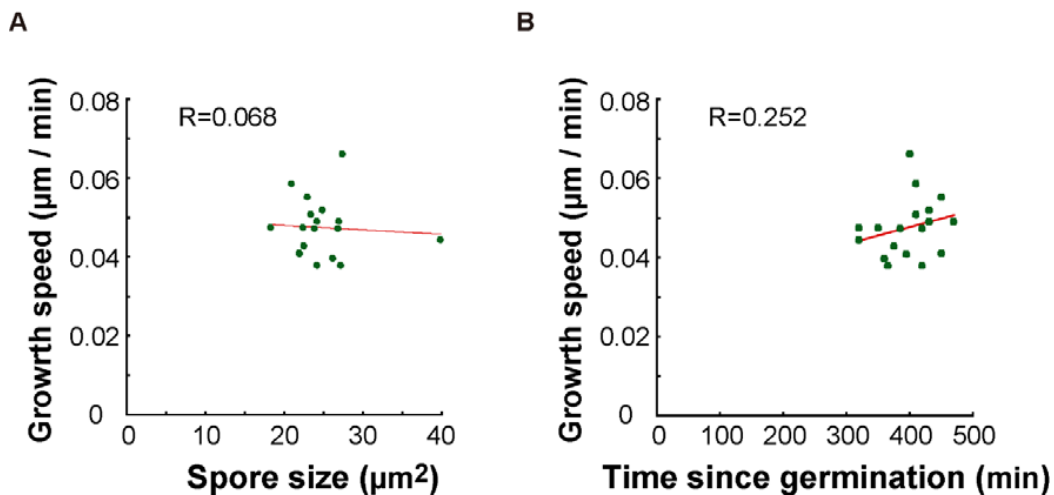 A
Growth speed (µm / min)
0.08
0.06
0.04
0.02
0
R=0.068
0 10 20 30 40
Spore size (µm²)
B
Growth speed (µm / min)
0.08
0.06
0.04
0.02
0
R=0.252
0 100 200 300 400 500
Time since germination (min)